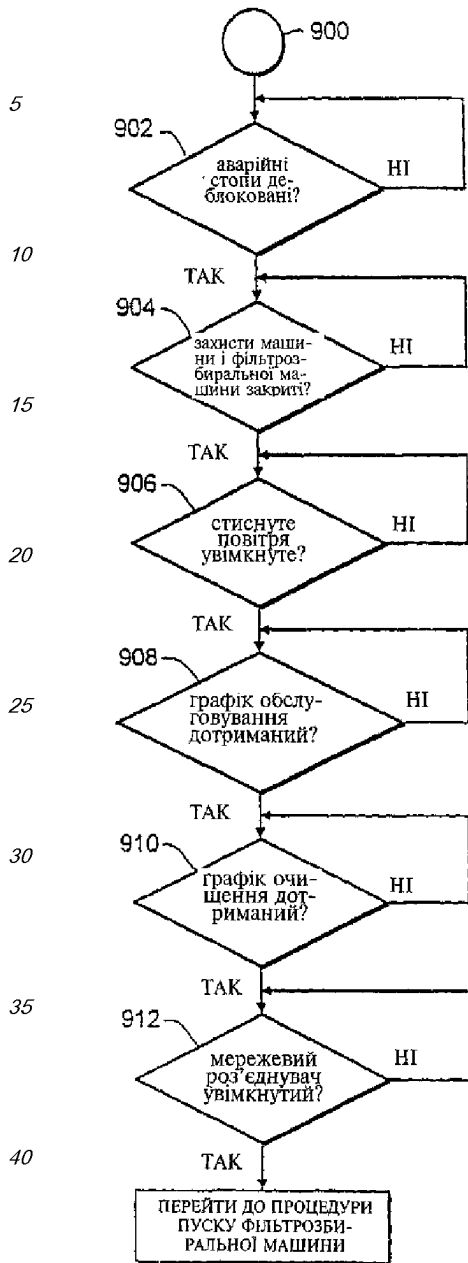 900
5
902
аварійні
стопи де-
блоковані?
НІ
10
ТАК
904
захисти маши-
ни і фільтроз-
биральної ма-
шини закриті?
НІ
15
ТАК
906
стиснуте
повітря
увімкнуте?
НІ
20
ТАК
908
графік обслу-
говування
дотриманий?
НІ
25
ТАК
910
графік очи-
щення дот-
риманий?
НІ
30
ТАК
35
912
мережевий
роз’єднувач
увімкнутий?
НІ
ТАК
40
ПЕРЕЙТИ ДО ПРОЦЕДУРИ
ПУСКУ ФІЛЬТРОЗБИ-
РАЛЬНОЇ МАШИНИ